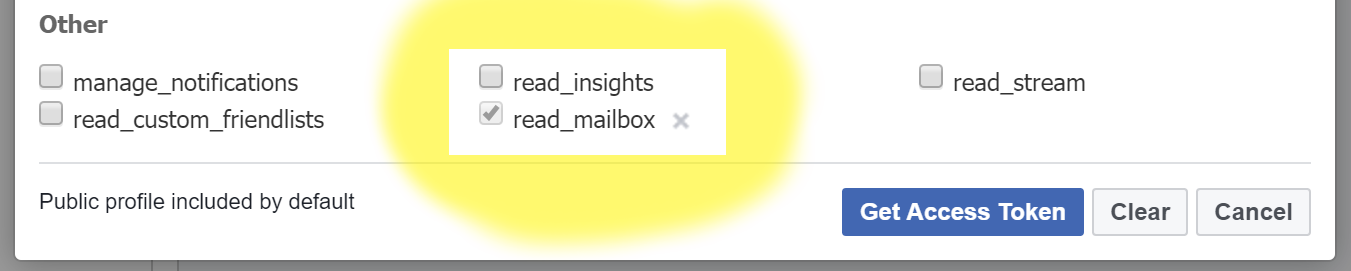 Other
manage_notifications
read_insights
read_stream
read_custom_friendlists
read_mailbox
Public profile included by default
Get Access Token
Clear
Cancel